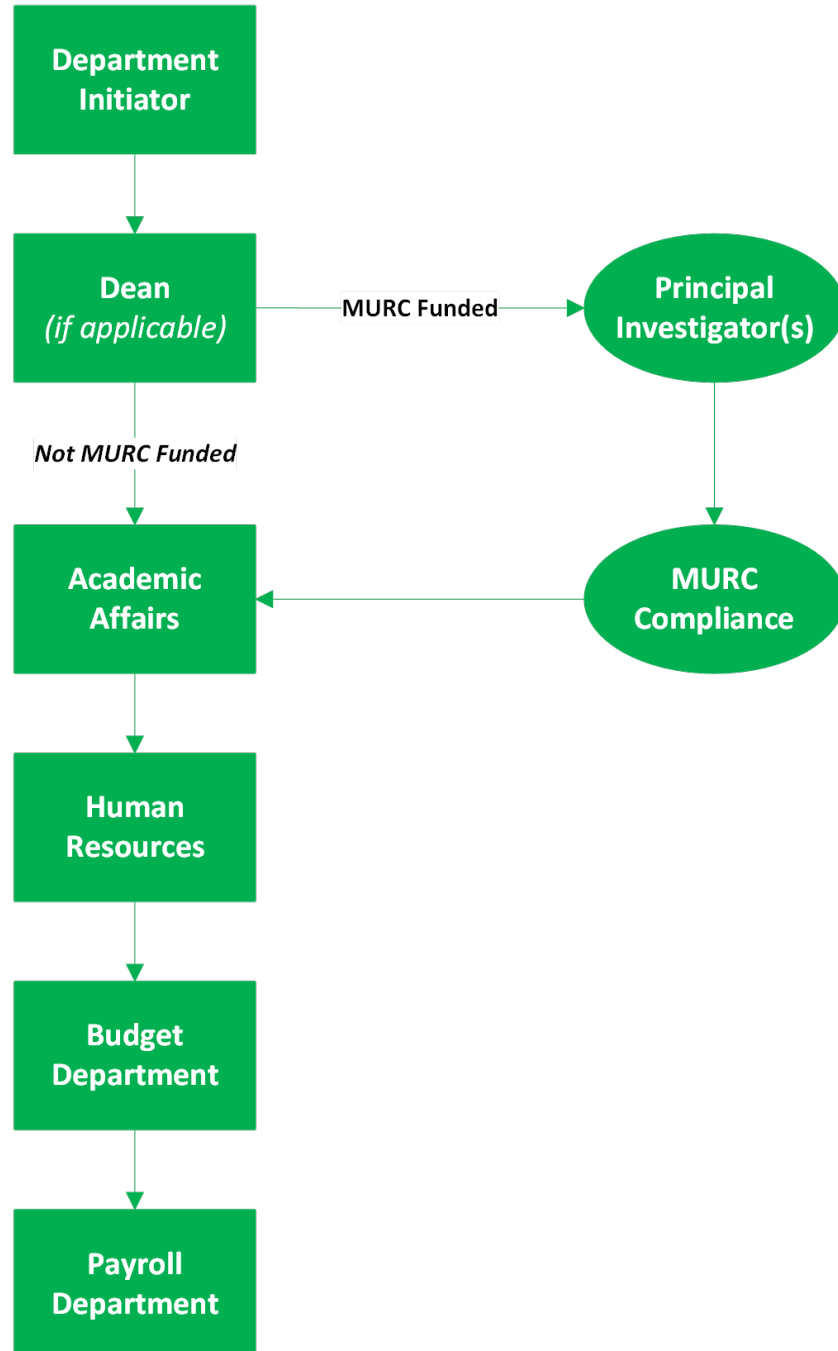 Department
Initiator
Dean
(if applicable)
MURC Funded
Principal
Investigator(s)
Not MURC Funded
Academic
Affairs
MURC
Compliance
Human
Resources
Budget
Department
Payroll
Department